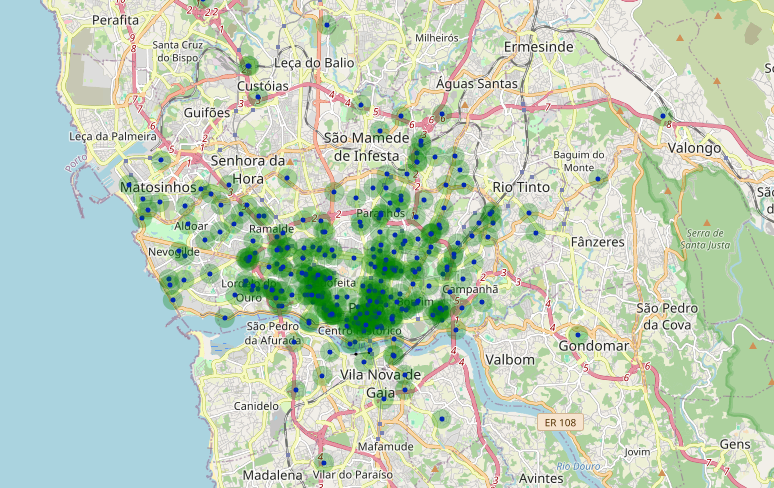 Perafita
Milheirós
Ermesinde
Santa Cruz
do Bispo
Leça do Balio
Custóias
Águas Santas
Guifões
Leça da Palmeira
São Mamede
de Infesta
Valongo
Porto
Senhora da
Hora
Baguim do
Monte
Matosinhos
Rio Tinto
Paranhos
Aldoar
Ramalde
Fânzeres
Serra de
Santa Justa
Nevogilde
Campanhã
Ouro
São Pedro
da Cova
São Pedro
da Afurada
Gondomar
Valbom
Vila Nova de
Gaia
Canidelo
ER 108
Mafamude
Gens
Jovim
Rio Douro
Madalena
Vilar do Paraíso
Avintes